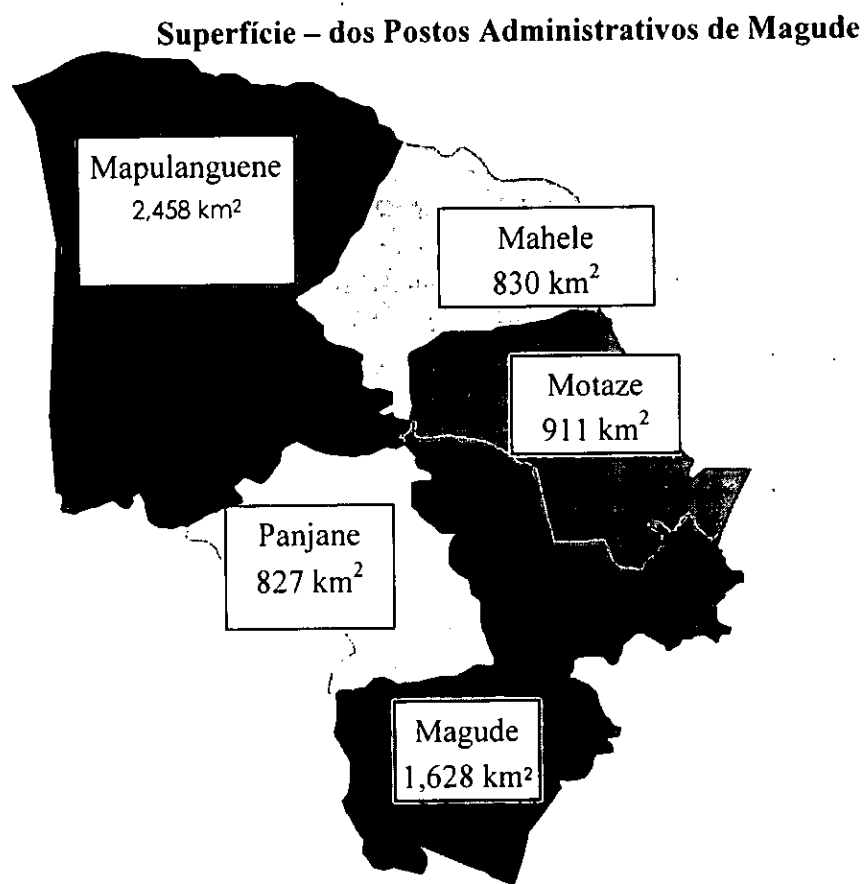 Superfície – dos Postos Administrativos de Magude
Mapulanguene
2,458 km²
Mahele
830 km²
Motaze
911 km²
Panjane
827 km²
Magude
1,628 km²